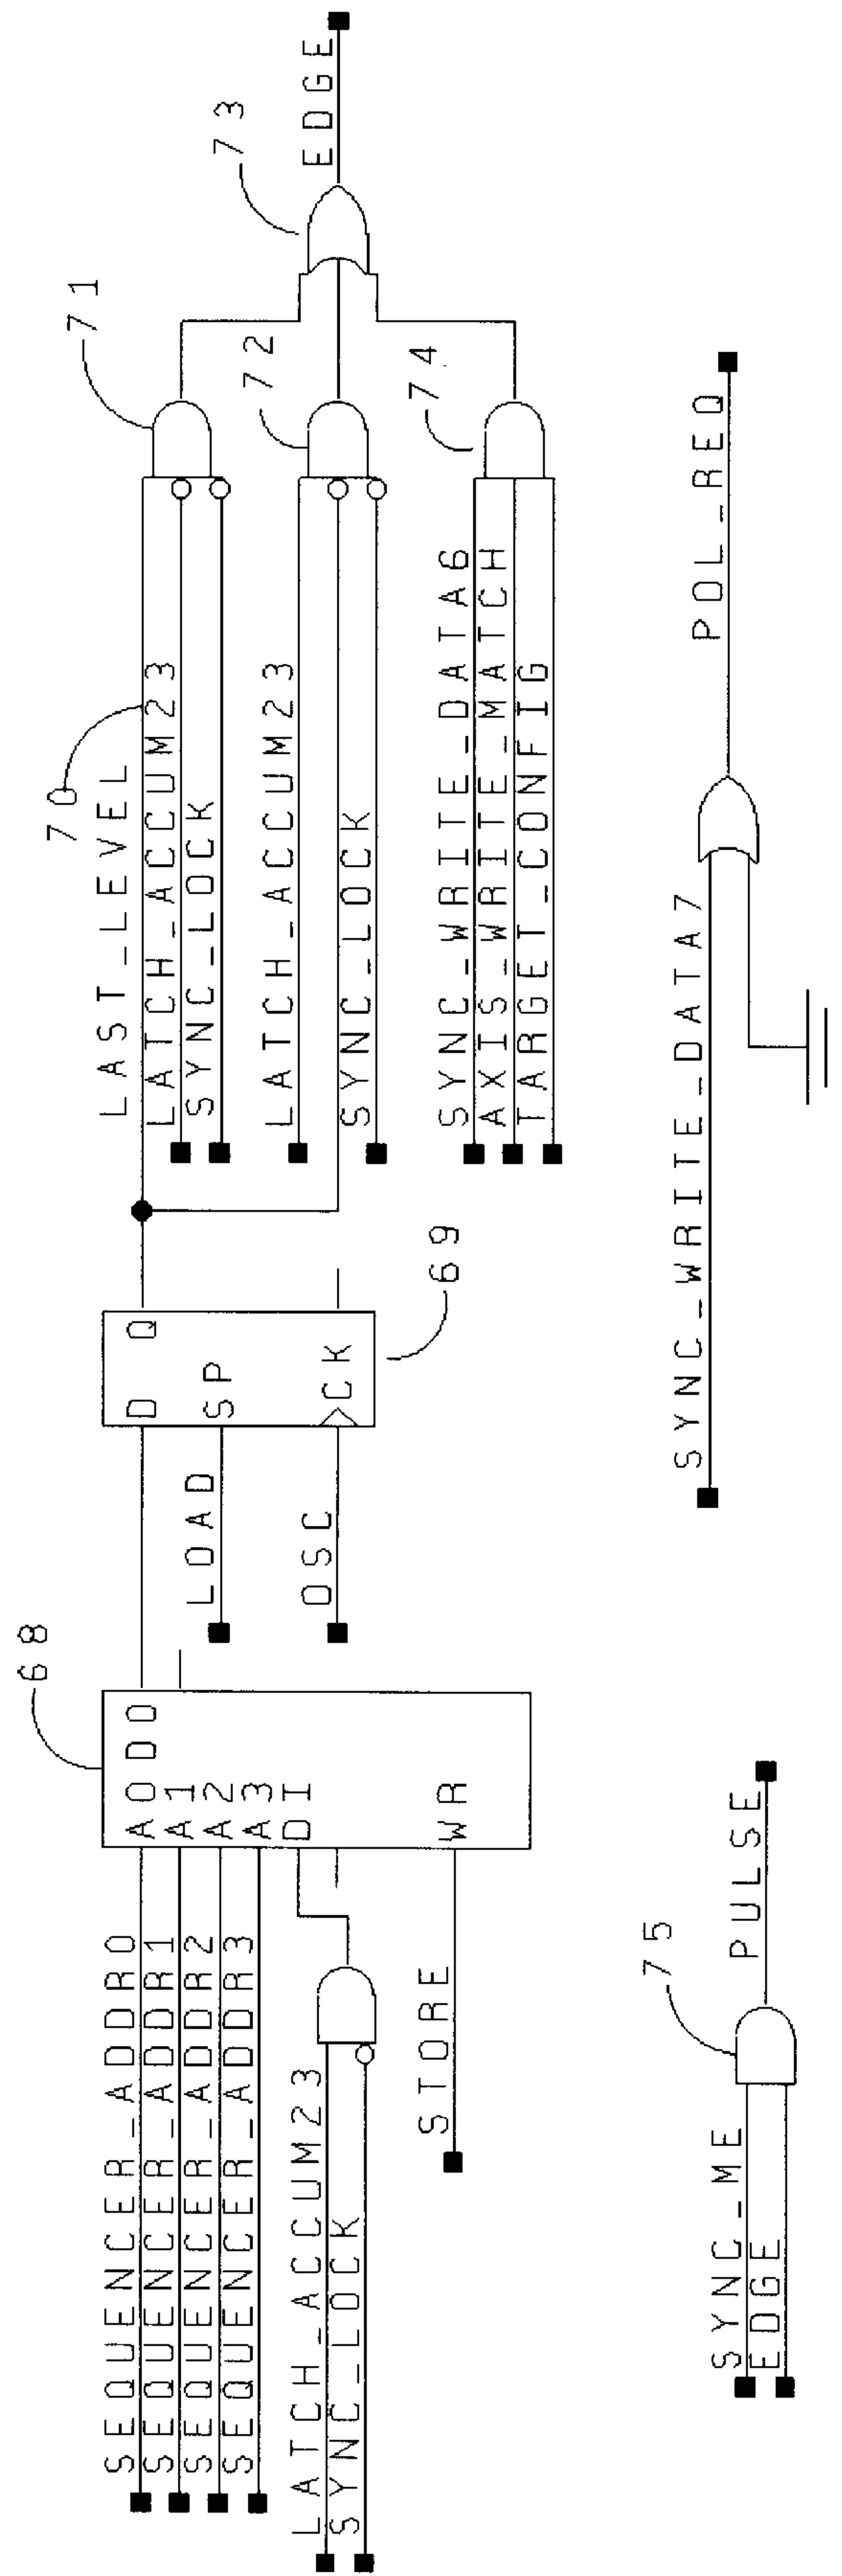 68
SEQUENCER_ADDR0
SEQUENCER_ADDR1
SEQUENCER_ADDR2
SEQUENCER_ADDR3
LATCH_ACCUM23
SYNC_LOCK
STORE
A0 DO
A1
A2
A3
DI
WR
LOAD
OSC
D Q
SP
CK
69
70
LAST_LEVEL
LATCH_ACCUM23
SYNC_LOCK
71
LATCH_ACCUM23
SYNC_LOCK
72
SYNC_WRITE_DATA6
AXIS_WRITE_MATCH
TARGET_CONFIG
74
73
EDGE
SYNC_ME
EDGE
75
PULSE
SYNC_WRITE_DATA7
POL_REQ